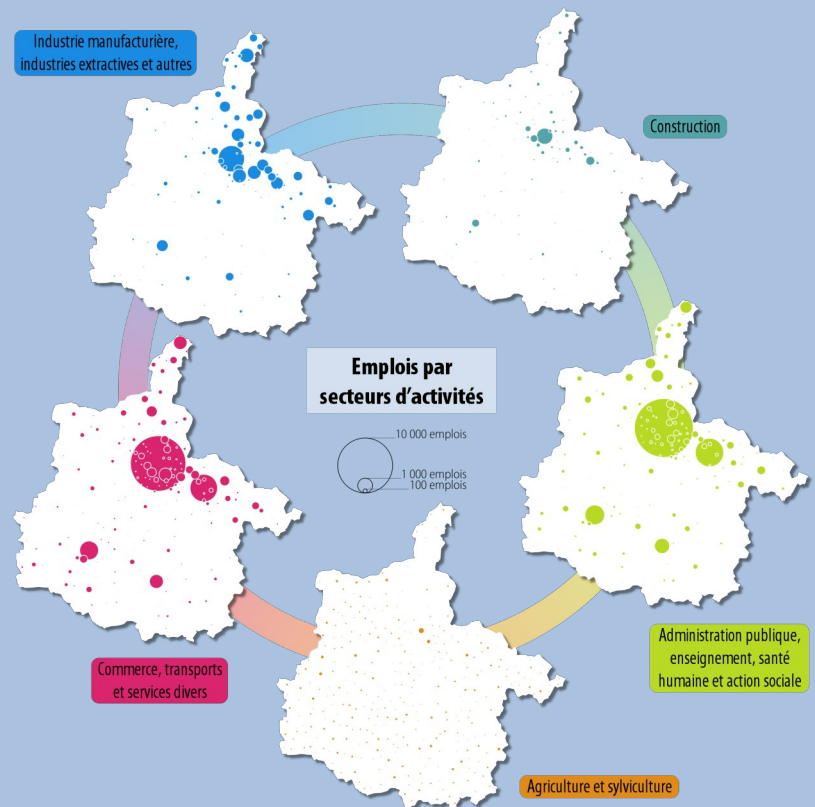 Industrie manufacturière,
industries extractives et autres
Construction
Emplois par
secteurs d'activités
10 000 emplois
1 000 emplois
100 emplois
Commerce, transports
et services divers
Administration publique,
enseignement, santé
humaine et action sociale
Agriculture et sylviculture